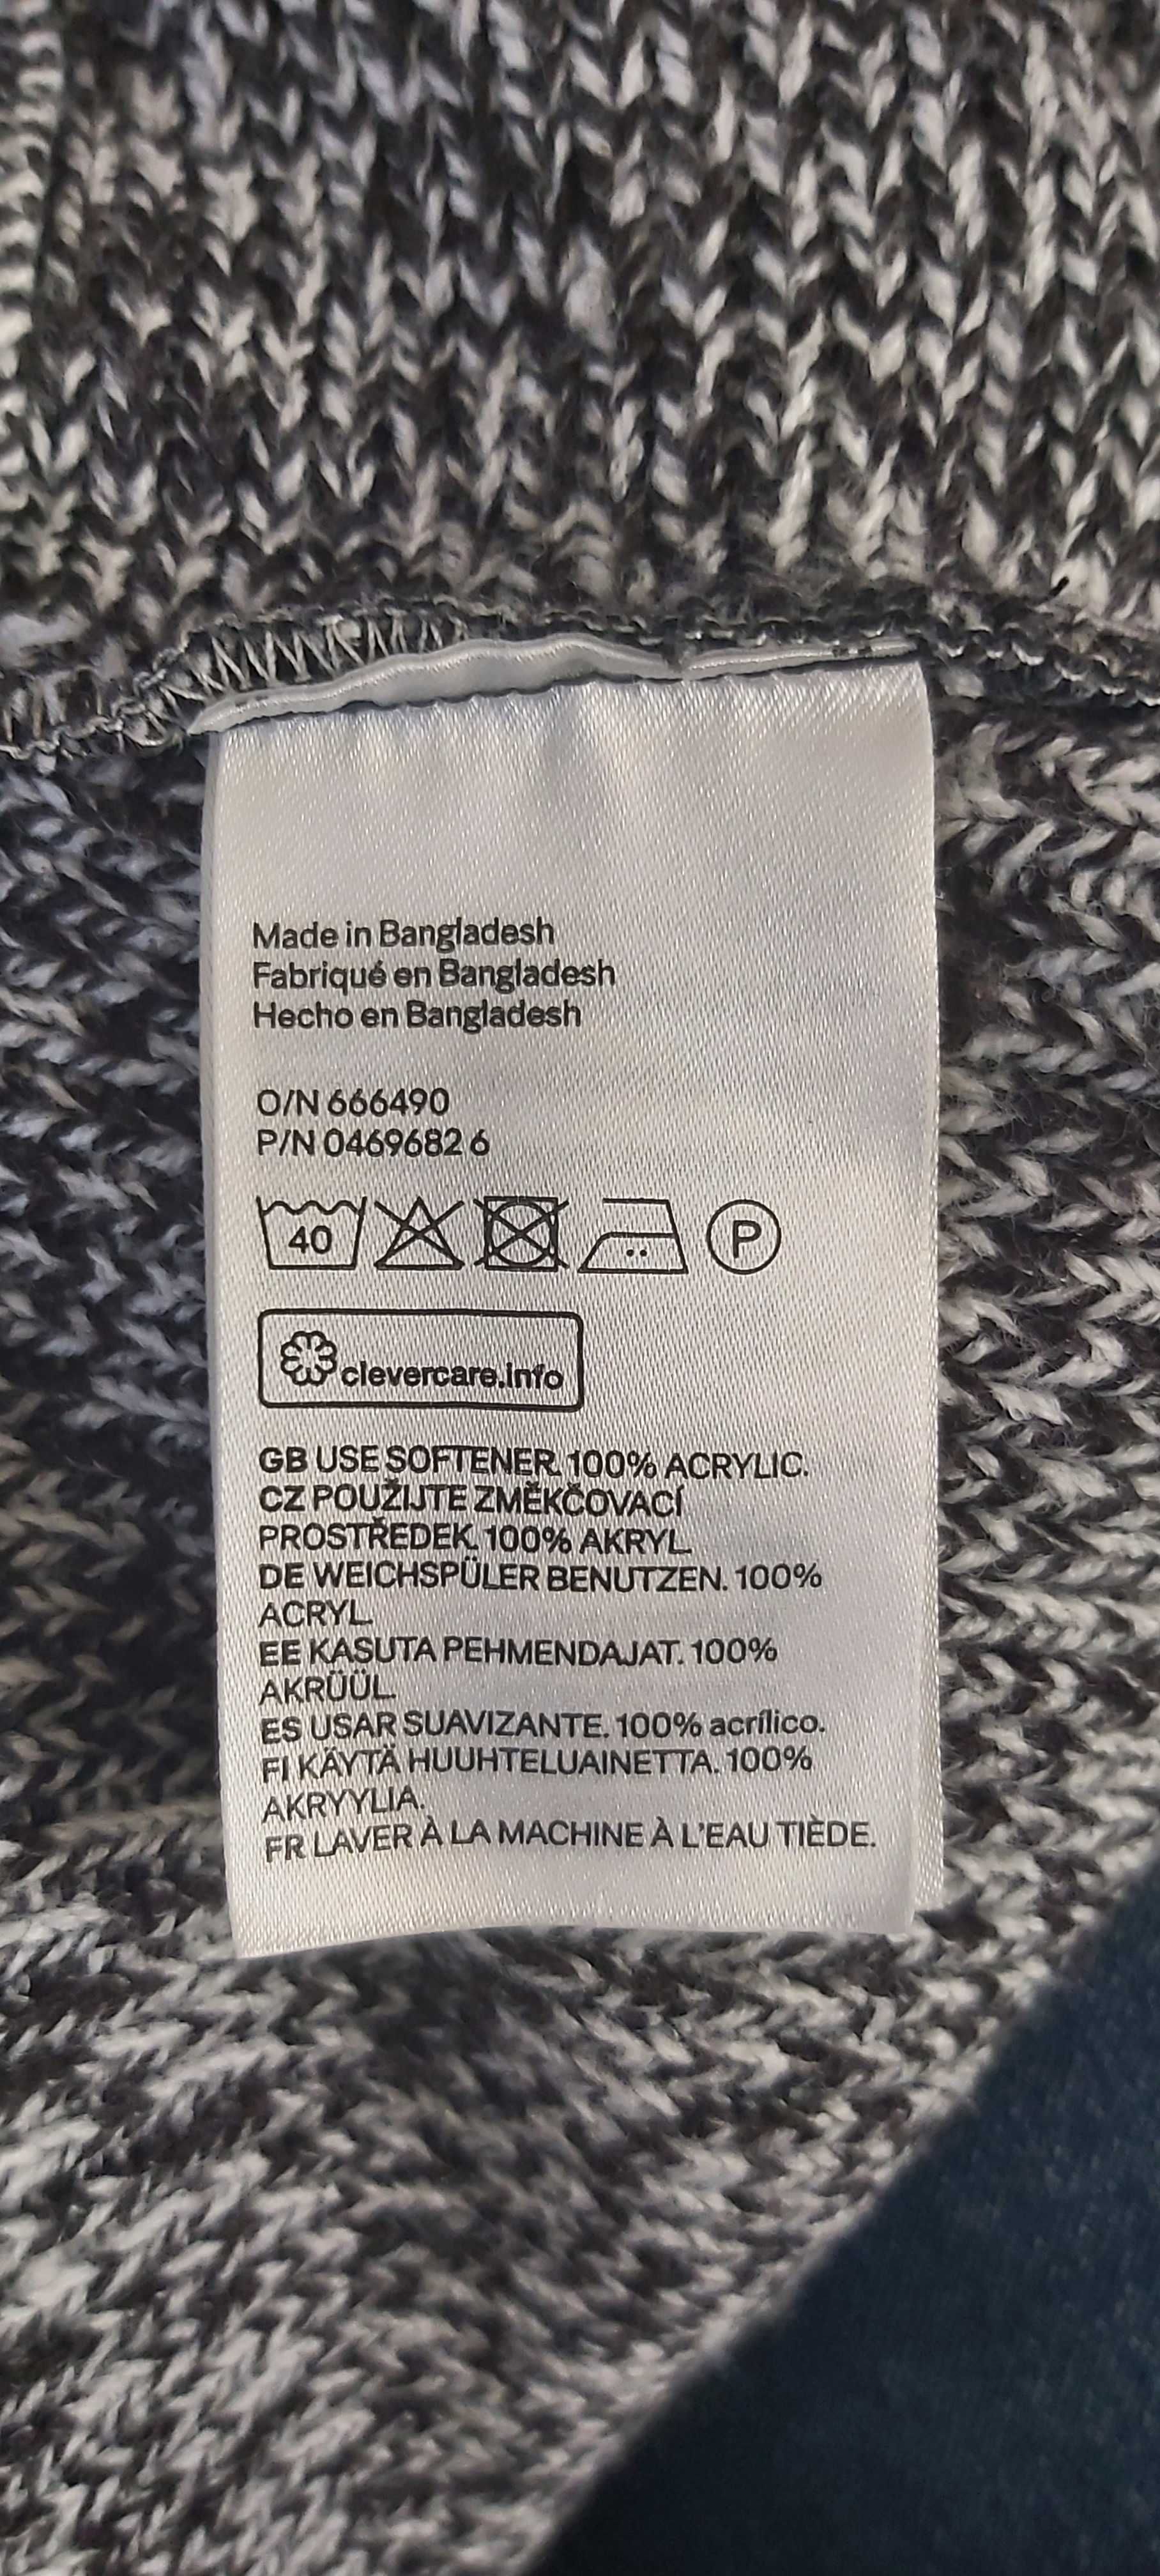 Made in Bangladesh
Fabriqué en Bangladesh
Hecho en Bangladesh
O/N 666490
P/N 0469682 6
40
P
clevercare.info
GB USE SOFTENER. 100% ACRYLIC.
CZ POUŽIJTE ZMĚKČOVACÍ
PROSTŘEDEK. 100% AKRYL.
DE WEICHSPÜLER BENUTZEN. 100%
ACRYL.
EE KASUTA PEHMENDAJAT. 100%
AKRÜÜL.
ES USAR SUAVIZANTE. 100% acrílico.
FI KÄYTÄ HUUHTELUAINETTA. 100%
AKRYYLIA.
FR LAVER À LA MACHINE À L'EAU TIÈDE.